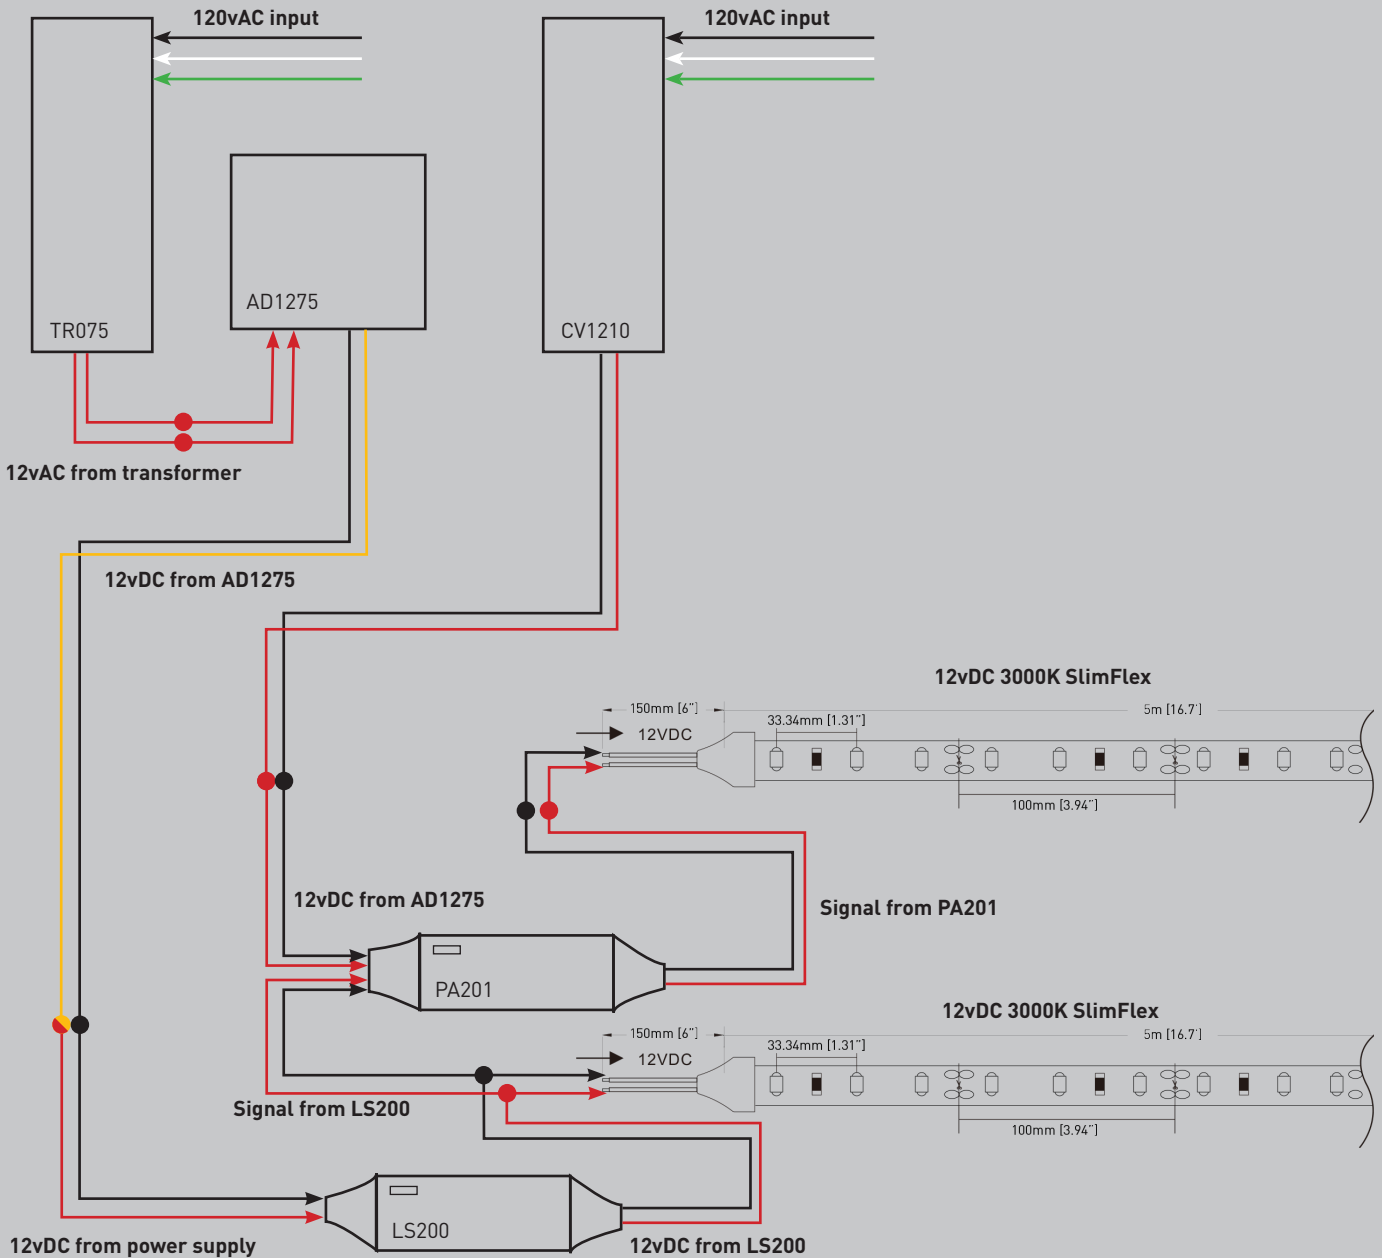 120vAC input
120vAC input
AD1275
TR075
CV1210
12vAC from transformer
12vDC from AD1275
12vDC 3000K SlimFlex
150mm [6"]
5m [16.7']
33.34mm [1.31"]
12VDC
100mm [3.94"]
12vDC from AD1275
Signal from PA201
PA201
12vDC 3000K SlimFlex
150mm [6"]
5m [16.7']
33.34mm [1.31"]
12VDC
Signal from LS200
100mm [3.94"]
LS200
12vDC from power supply
12vDC from LS200